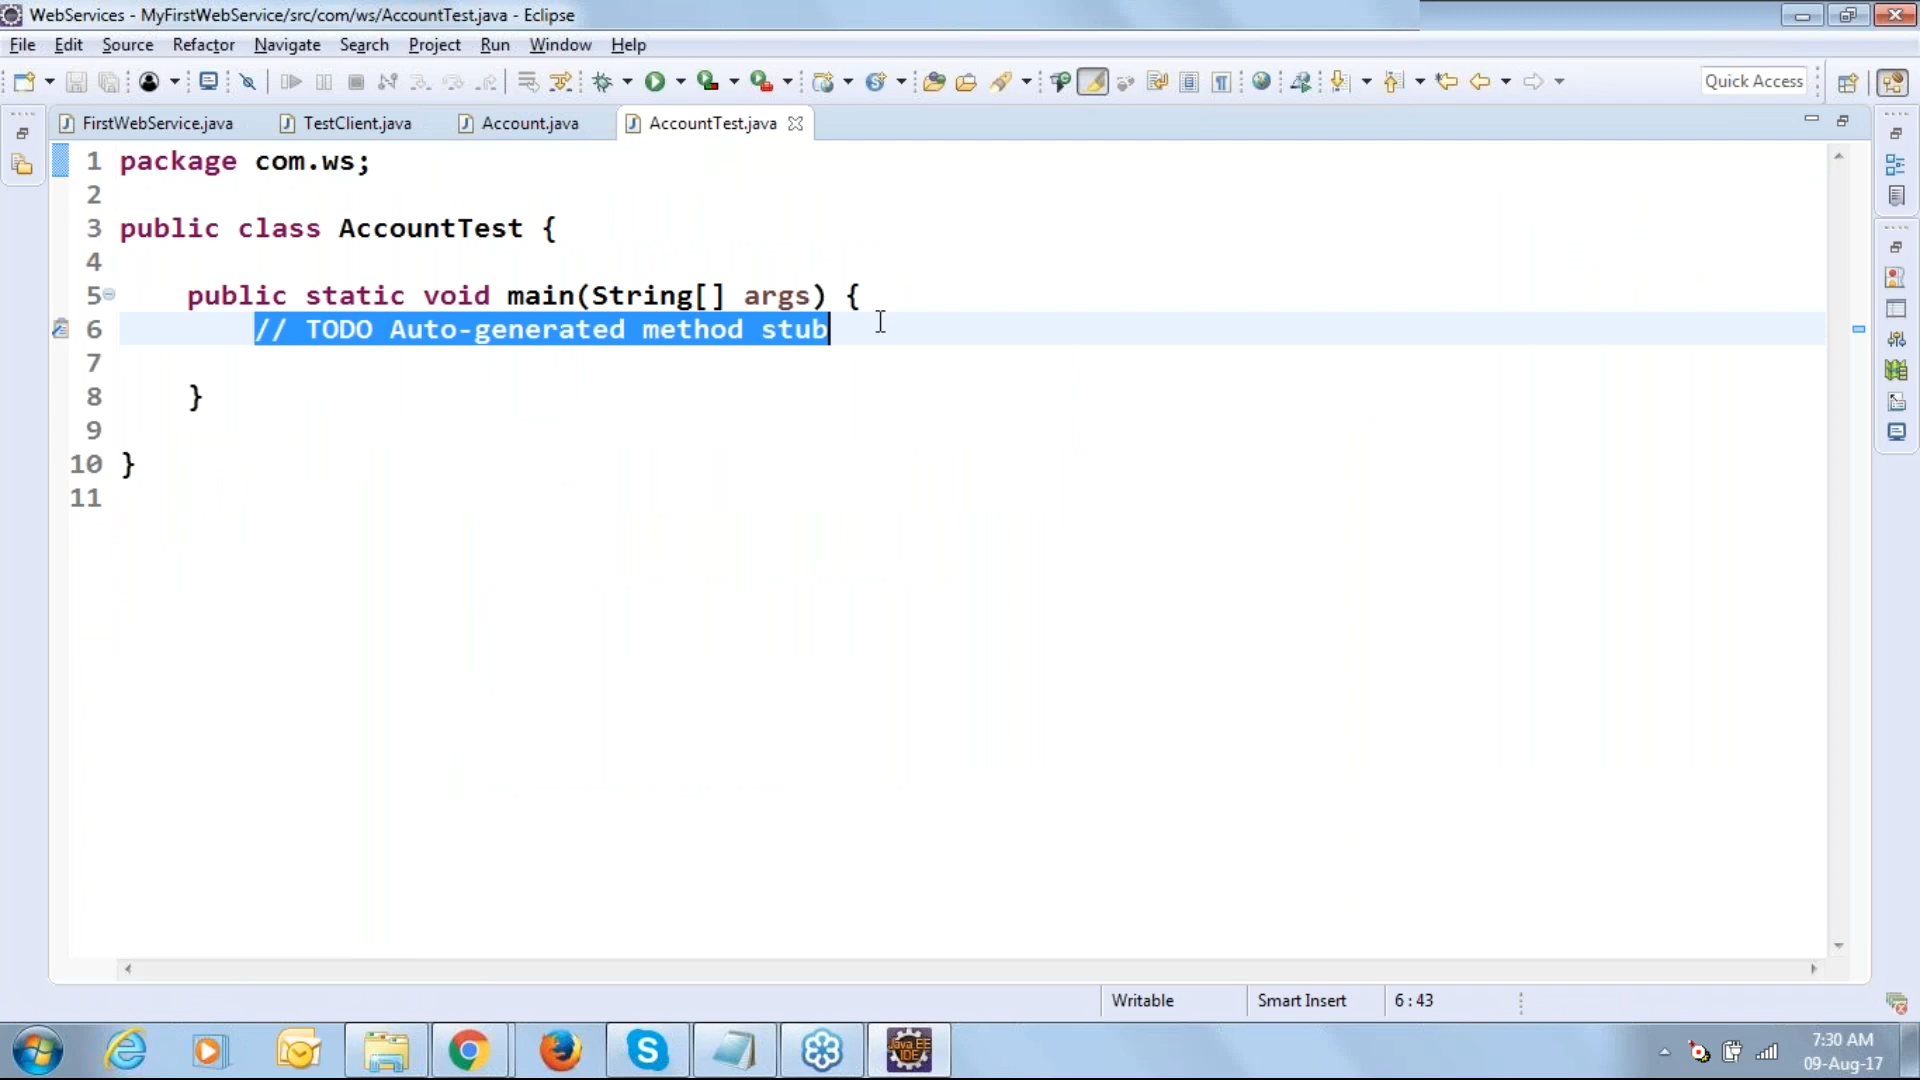 WebServices - MyFirstWebService/src/com/ws/AccountTest.java - Eclipse
File Edit Source Refactor Navigate Search Project Run Window Help
Quick Access
FirstWebService.java TestClient.java Account.java AccountTest.java
1 package com.ws;
2
3 public class AccountTest {
4
5 public static void main(String[] args) {
6 // TODO Auto-generated method stub
7
8 }
9
10 }
11
Writable Smart Insert 6 : 43
Java EE
IDE
7:30 AM
09-Aug-17